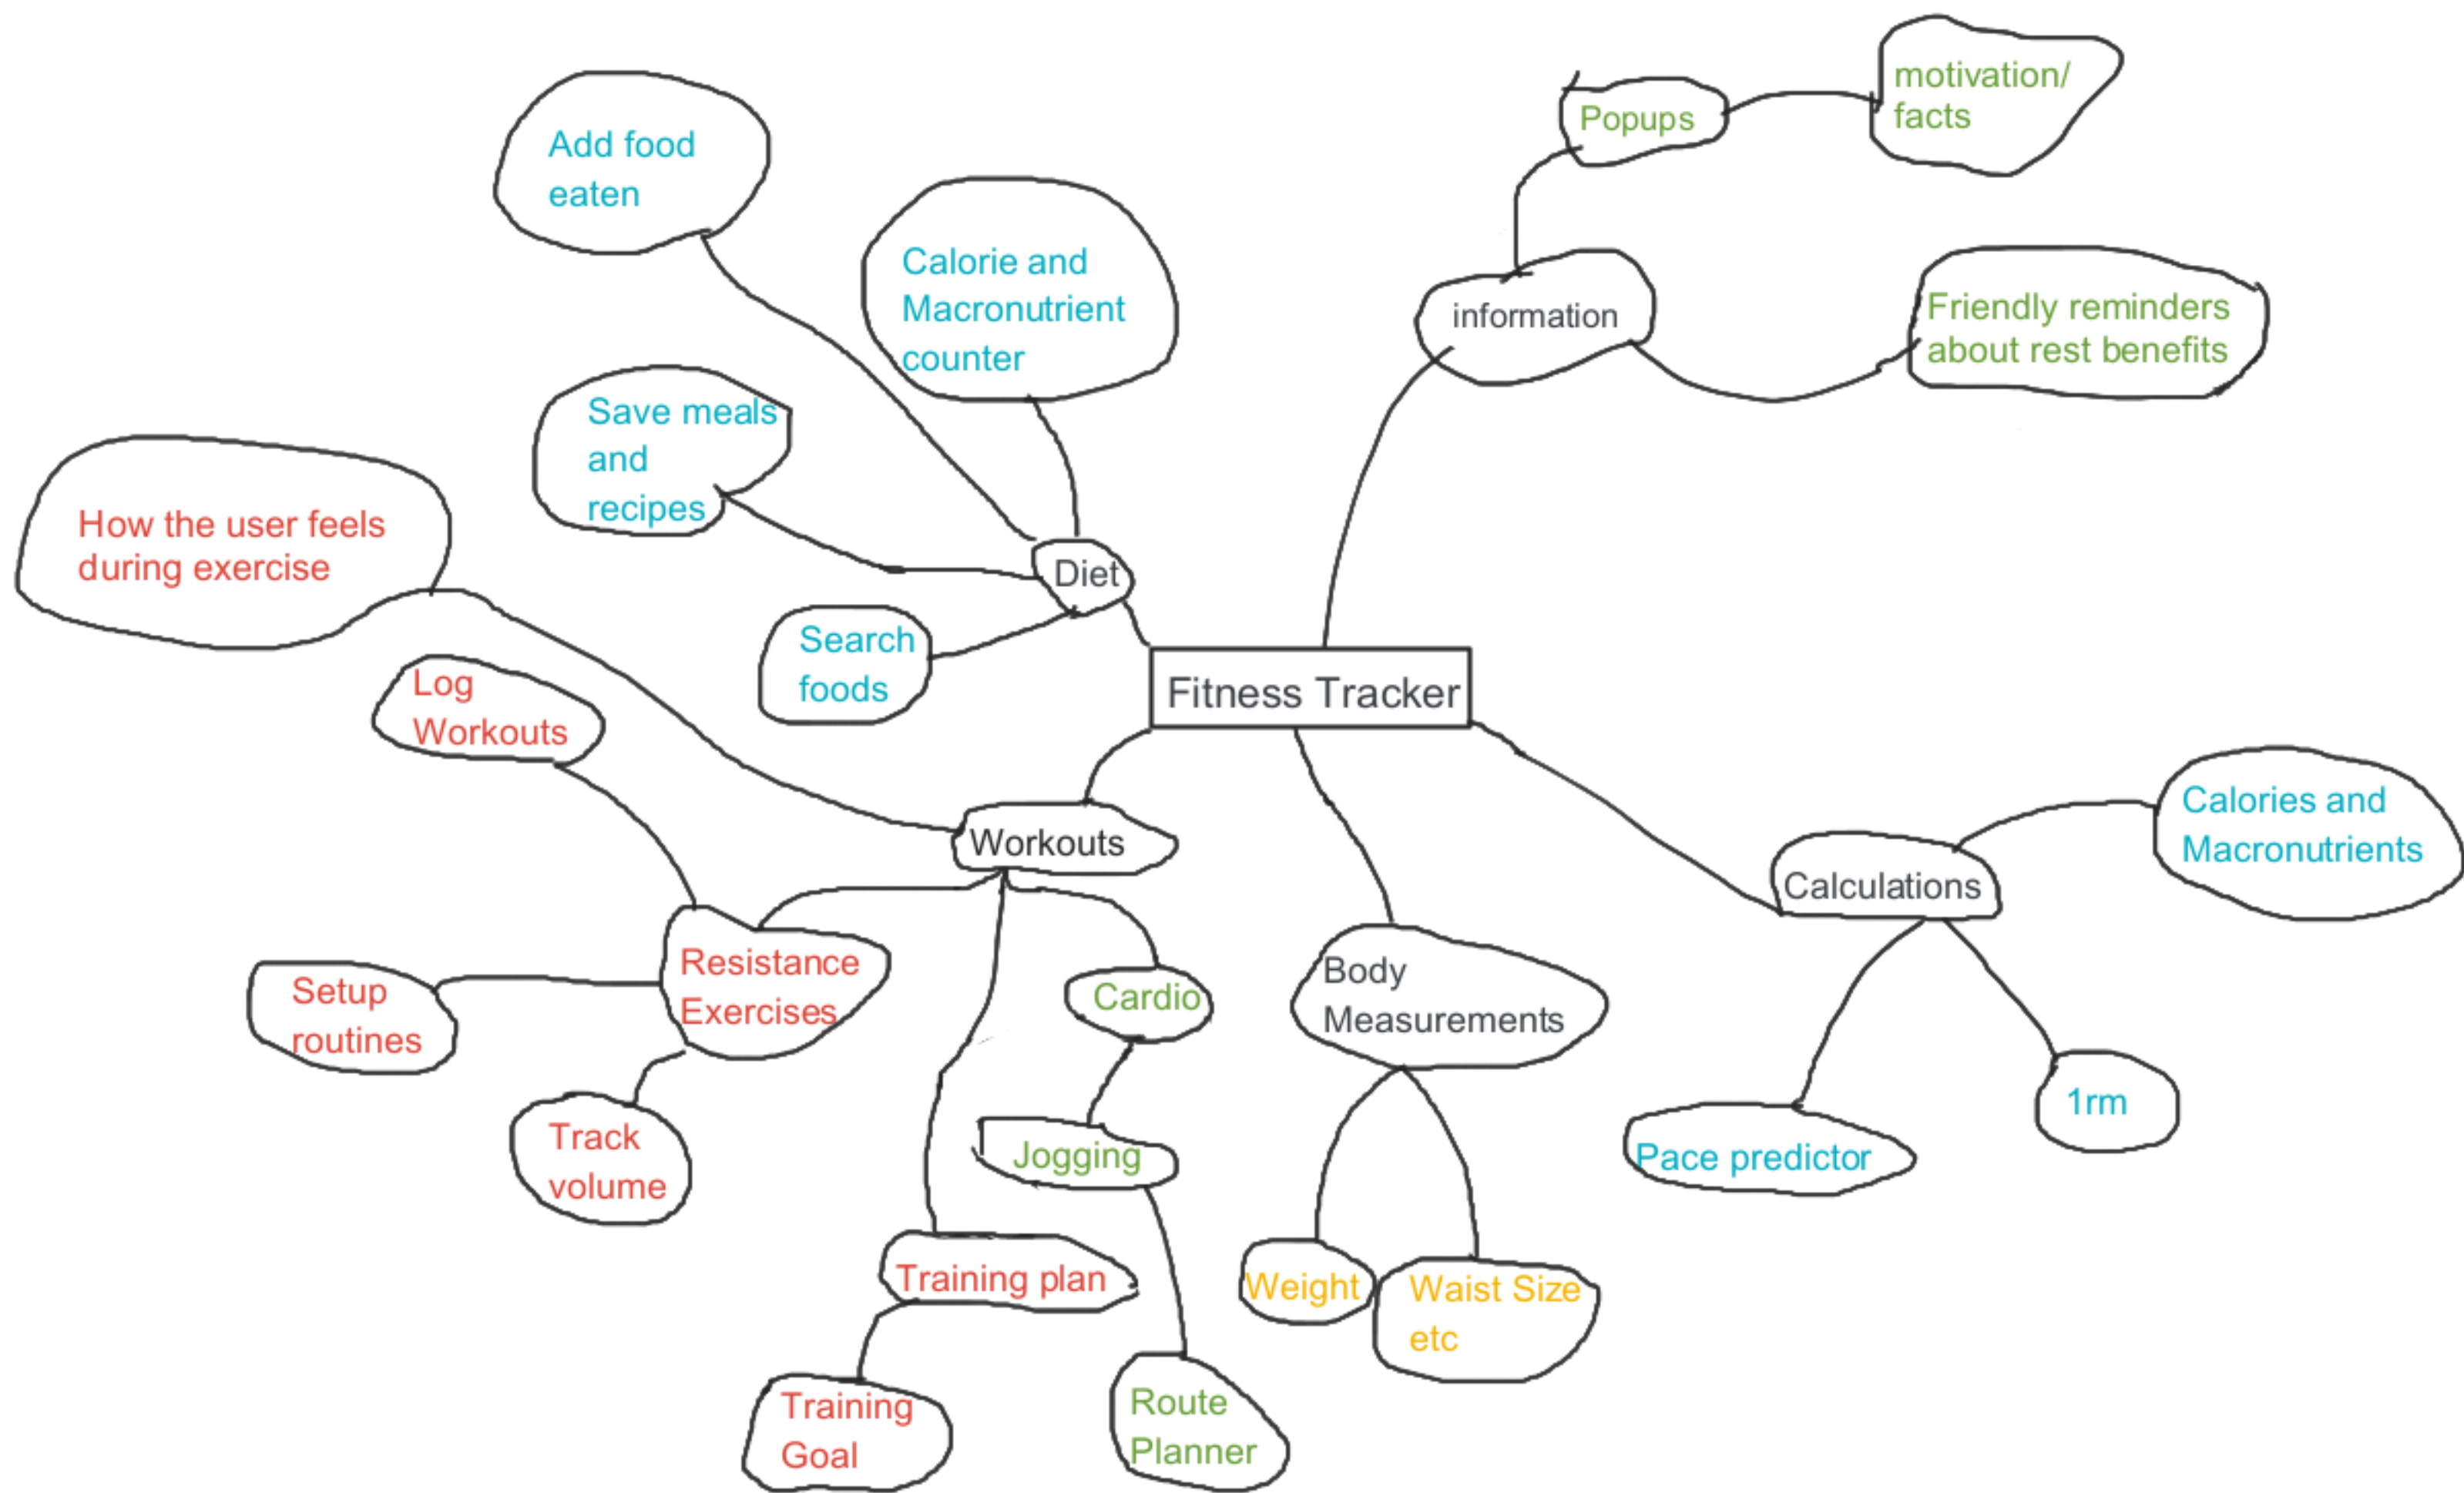 motivation/
facts
Popups
Add food
eaten
Calorie and
Macronutrient
counter
information
Friendly reminders
about rest benefits
Save meals
and
recipes
How the user feels
during exercise
Diet
Search
foods
Fitness Tracker
Log
Workouts
Workouts
Calories and
Macronutrients
Calculations
Resistance
Exercises
Setup
routines
Cardio
Body
Measurements
1rm
Track
volume
Jogging
Pace predictor
Training plan
Weight
Waist Size
etc
Training
Goal
Route
Planner